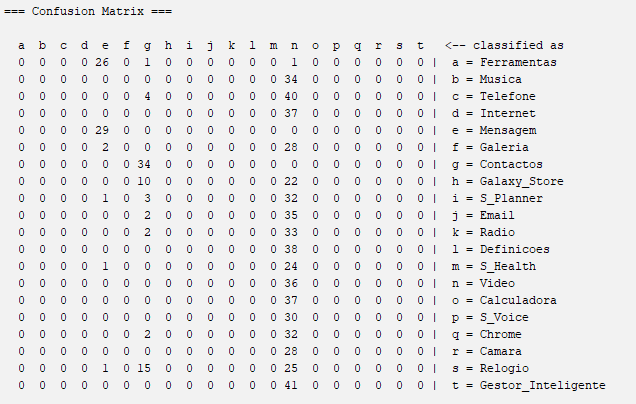 === Confusion Matrix ===
a b c d e f g h i j k l m n o p q r s t <-- classified as
0 0 0 0 26 0 1 0 0 0 0 0 0 1 0 0 0 0 0 0 | a = Ferramentas
0 0 0 0 0 0 0 0 0 0 0 0 0 34 0 0 0 0 0 0 | b = Musica
0 0 0 0 0 0 4 0 0 0 0 0 0 40 0 0 0 0 0 0 | c = Telefone
0 0 0 0 0 0 0 0 0 0 0 0 0 37 0 0 0 0 0 0 | d = Internet
0 0 0 0 29 0 0 0 0 0 0 0 0 0 0 0 0 0 0 0 | e = Mensagem
0 0 0 0 2 0 0 0 0 0 0 0 0 28 0 0 0 0 0 0 | f = Galeria
0 0 0 0 0 0 34 0 0 0 0 0 0 0 0 0 0 0 0 0 | g = Contactos
0 0 0 0 0 0 10 0 0 0 0 0 0 22 0 0 0 0 0 0 | h = Galaxy_Store
0 0 0 0 1 0 3 0 0 0 0 0 0 32 0 0 0 0 0 0 | i = S_Planner
0 0 0 0 0 0 2 0 0 0 0 0 0 35 0 0 0 0 0 0 | j = Email
0 0 0 0 0 0 2 0 0 0 0 0 0 33 0 0 0 0 0 0 | k = Radio
0 0 0 0 0 0 0 0 0 0 0 0 0 38 0 0 0 0 0 0 | l = Definicoes
0 0 0 0 1 0 0 0 0 0 0 0 0 24 0 0 0 0 0 0 | m = S_Health
0 0 0 0 0 0 0 0 0 0 0 0 0 36 0 0 0 0 0 0 | n = Video
0 0 0 0 0 0 0 0 0 0 0 0 0 37 0 0 0 0 0 0 | o = Calculadora
0 0 0 0 0 0 0 0 0 0 0 0 0 30 0 0 0 0 0 0 | p = S_Voice
0 0 0 0 0 0 2 0 0 0 0 0 0 32 0 0 0 0 0 0 | q = Chrome
0 0 0 0 0 0 0 0 0 0 0 0 0 28 0 0 0 0 0 0 | r = Camara
0 0 0 0 1 0 15 0 0 0 0 0 0 25 0 0 0 0 0 0 | s = Relogio
0 0 0 0 0 0 0 0 0 0 0 0 0 41 0 0 0 0 0 0 | t = Gestor_Inteligente